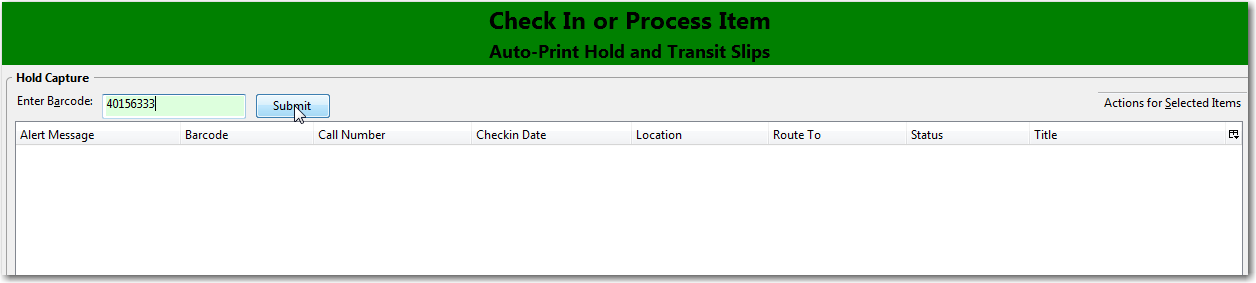 Check In or Process Item
Auto-Print Hold and Transit Slips
Hold Capture
Enter Barcode: 40156333 Submit Actions for Selected Items
Alert Message Barcode Call Number Checkin Date Location Route To Status Title